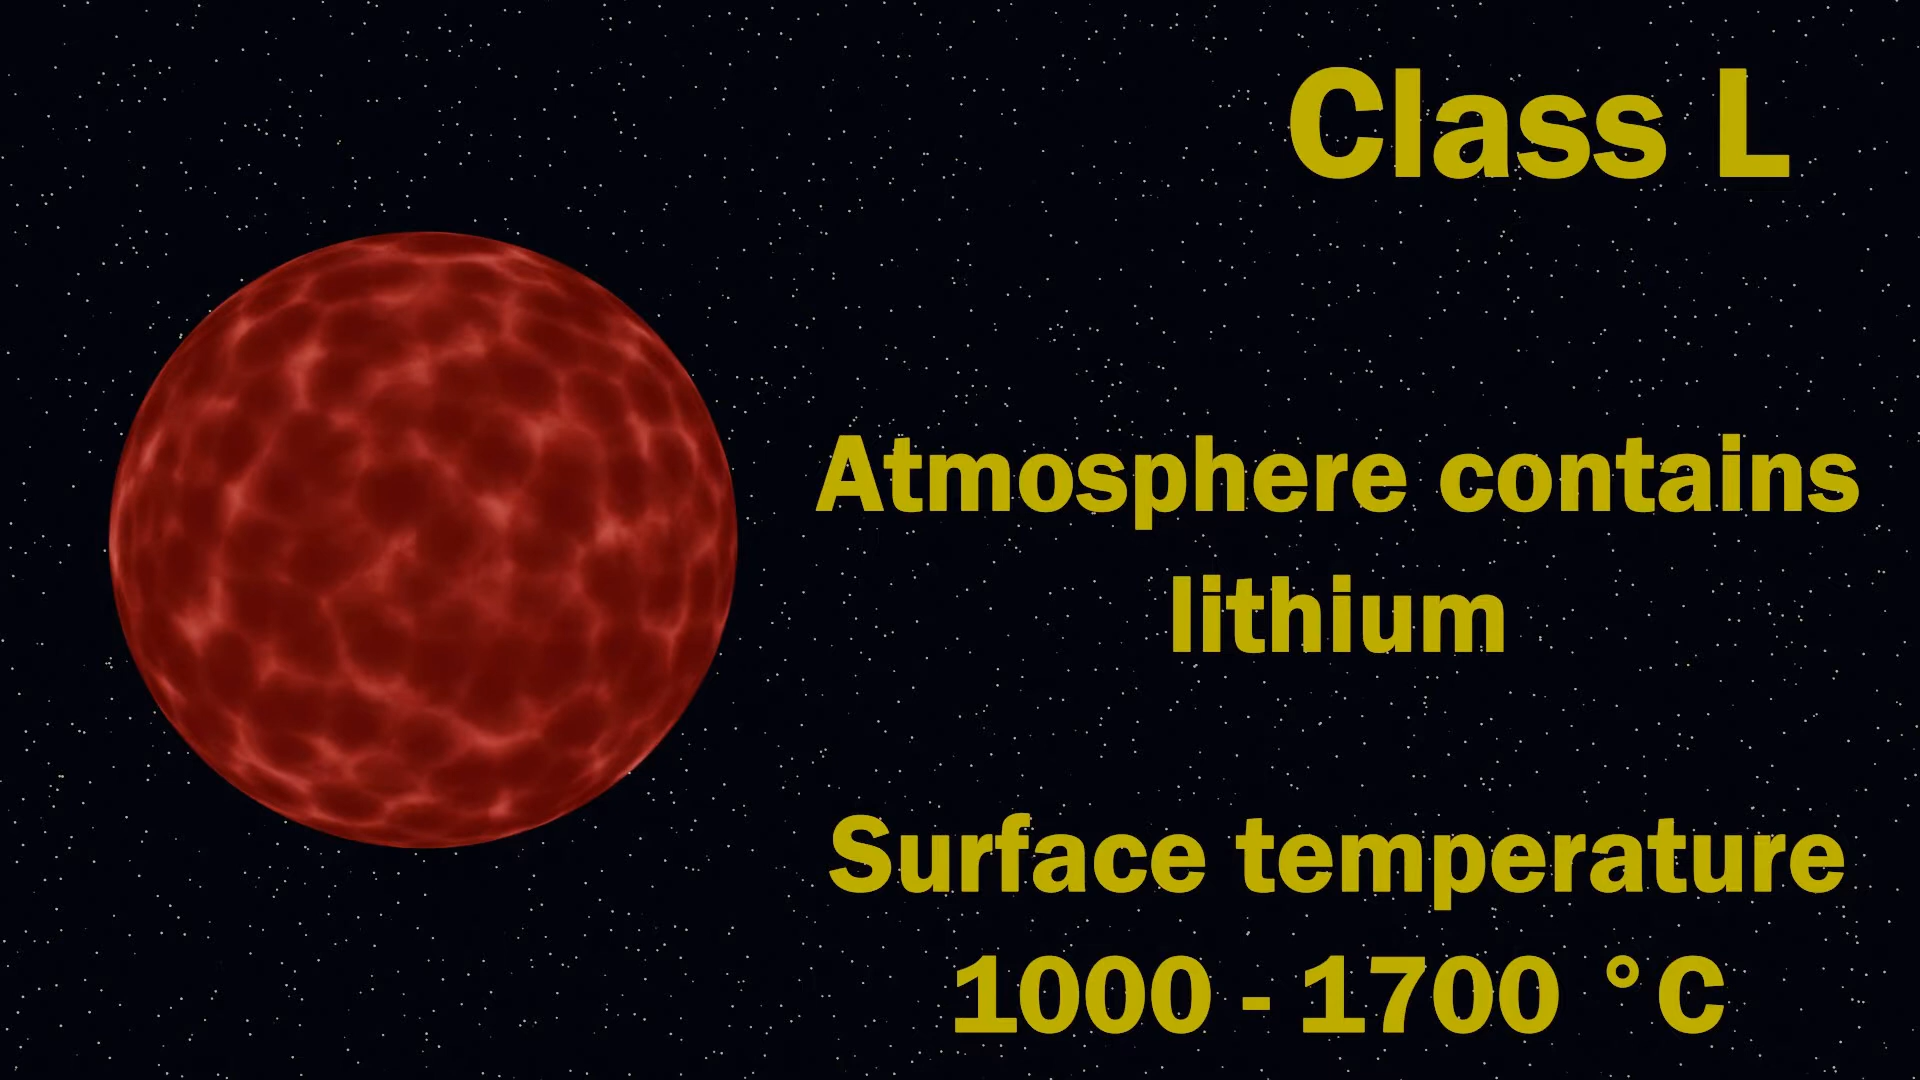 Class L
Atmosphere contains
lithium
Surface temperature
1000 - 1700 °C